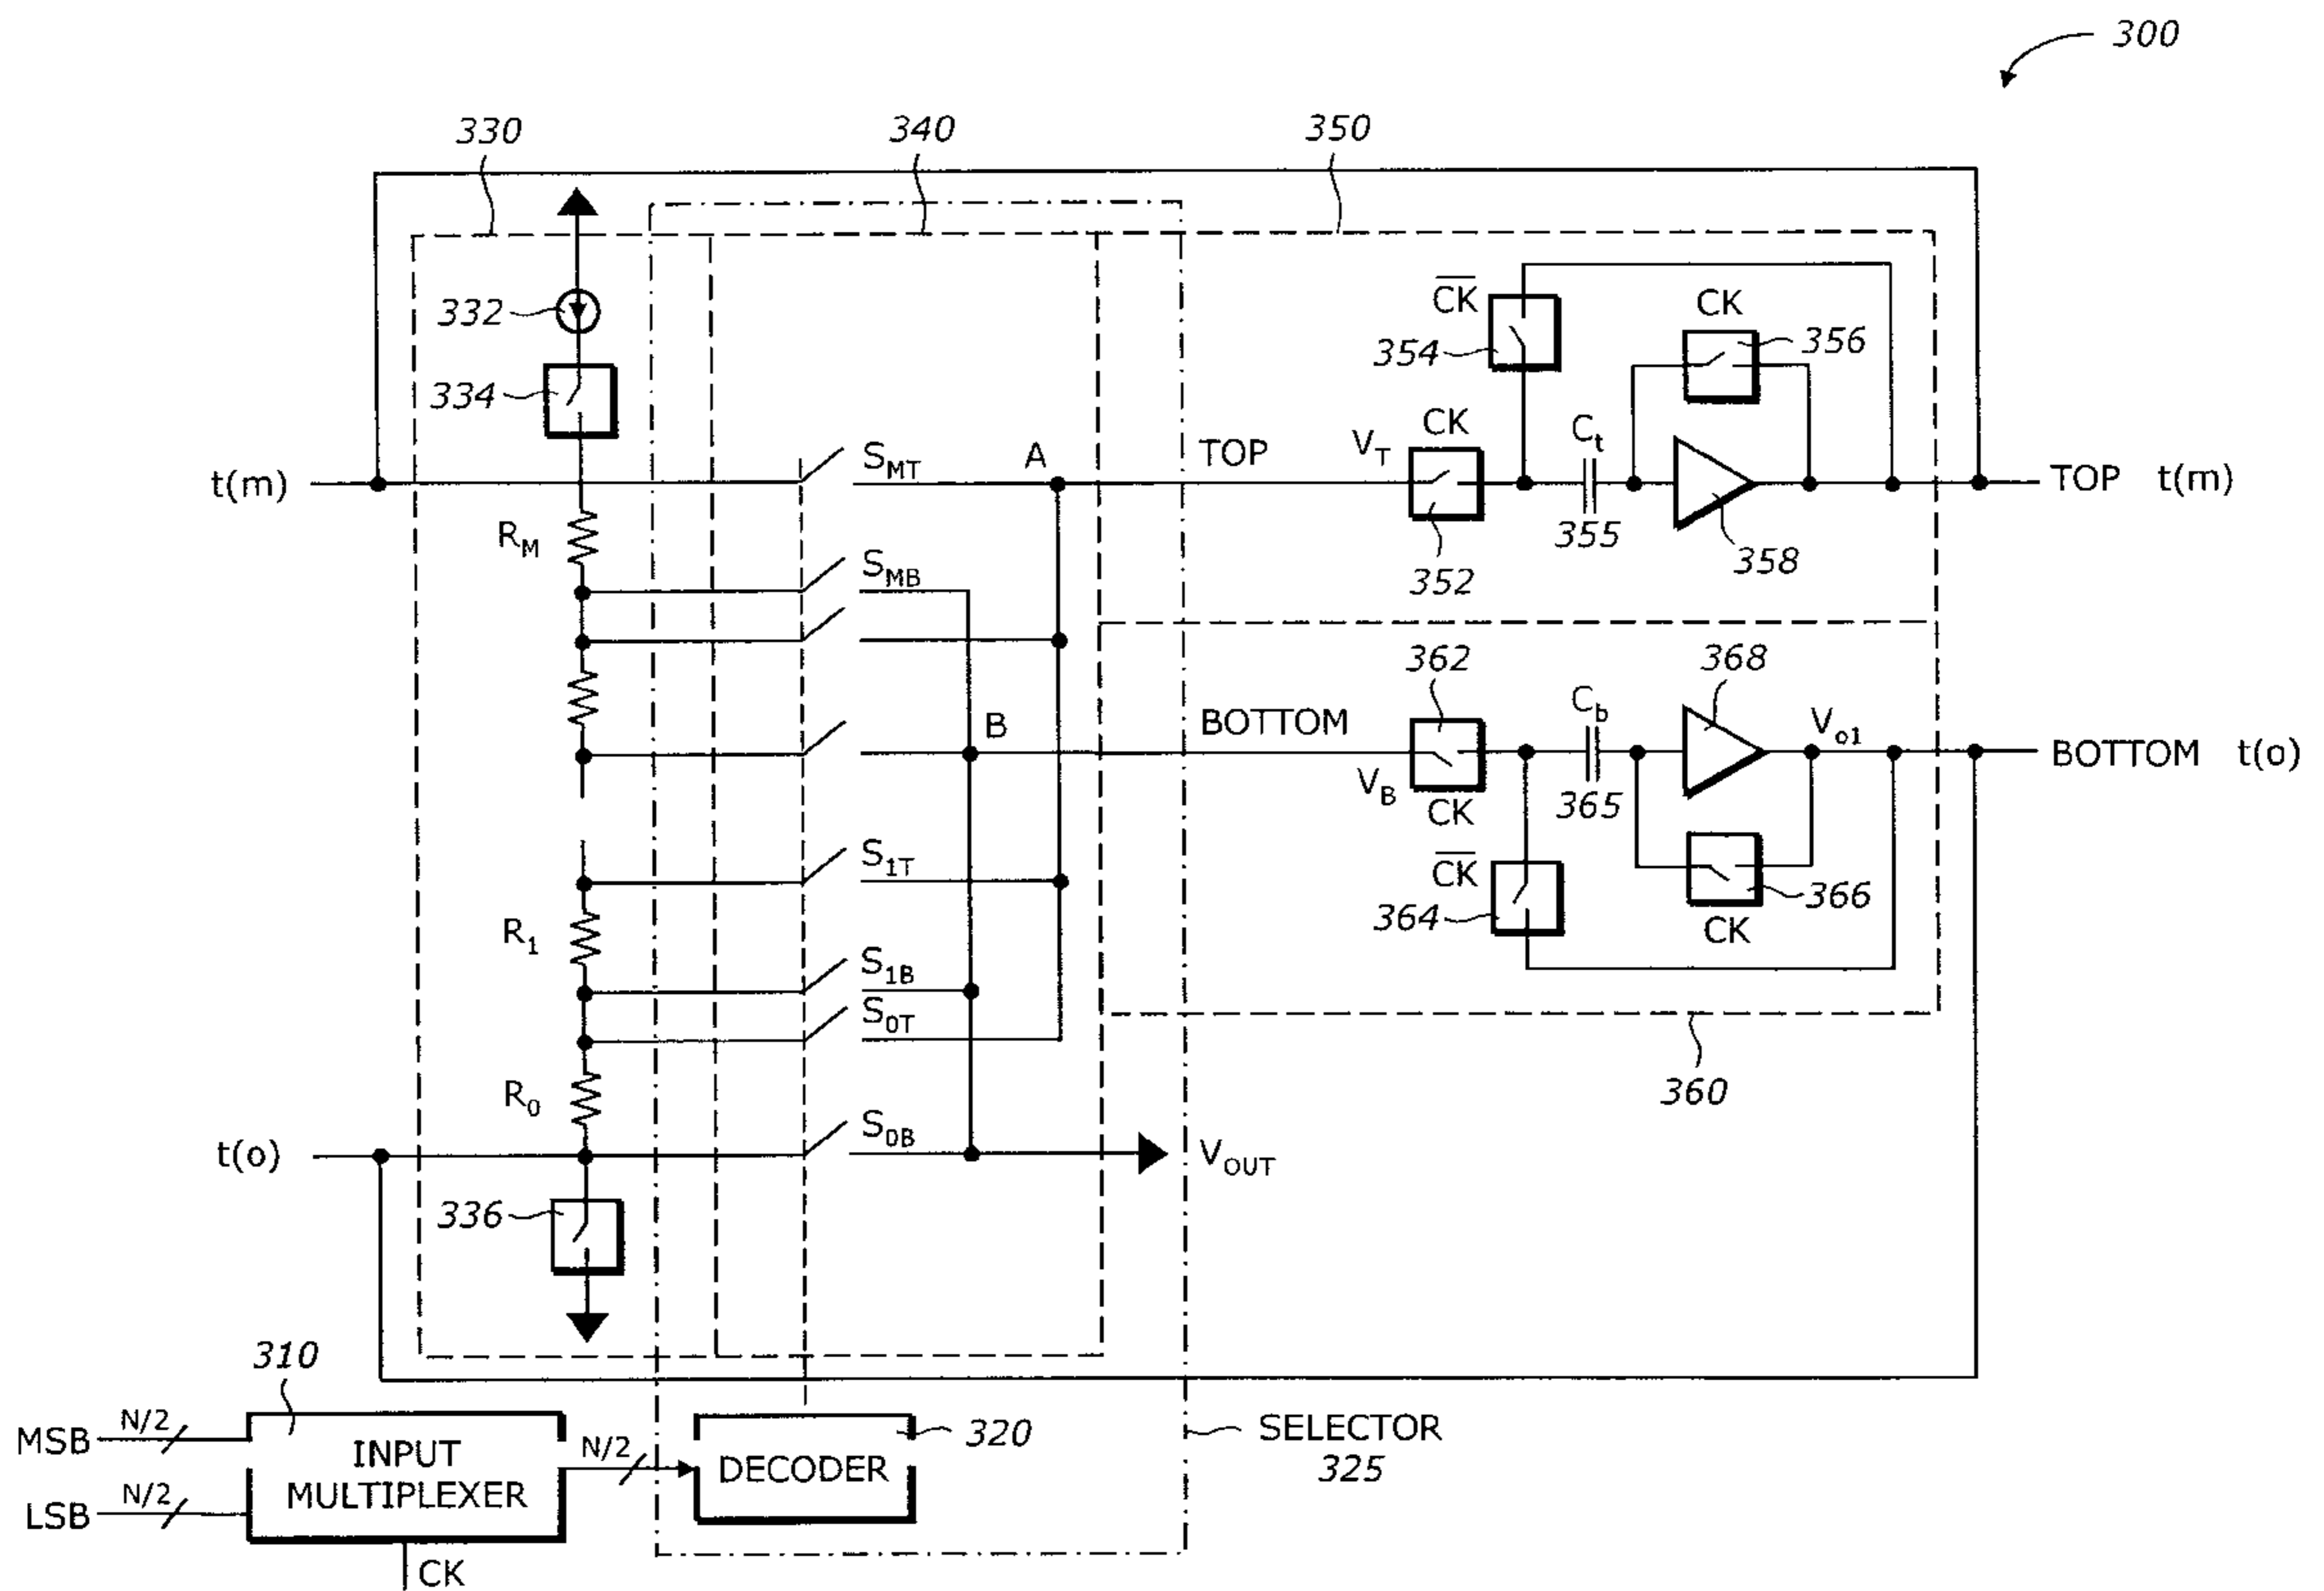 300
330
340
350
332
334
CK
354
CK
356
t(m)
S_MT
A
TOP
V_T
CK
352
C_t
355
358
TOP t(m)
R_M
S_MB
B
BOTTOM
V_B
362
CK
C_b
365
368
V_o1
BOTTOM t(o)
CK
364
366
CK
360
S_1T
R_1
S_1B
S_0T
R_0
t(o)
S_0B
V_OUT
336
310
MSB
N/2
LSB
N/2
INPUT
MULTIPLEXER
CK
N/2
DECODER
320
SELECTOR
325